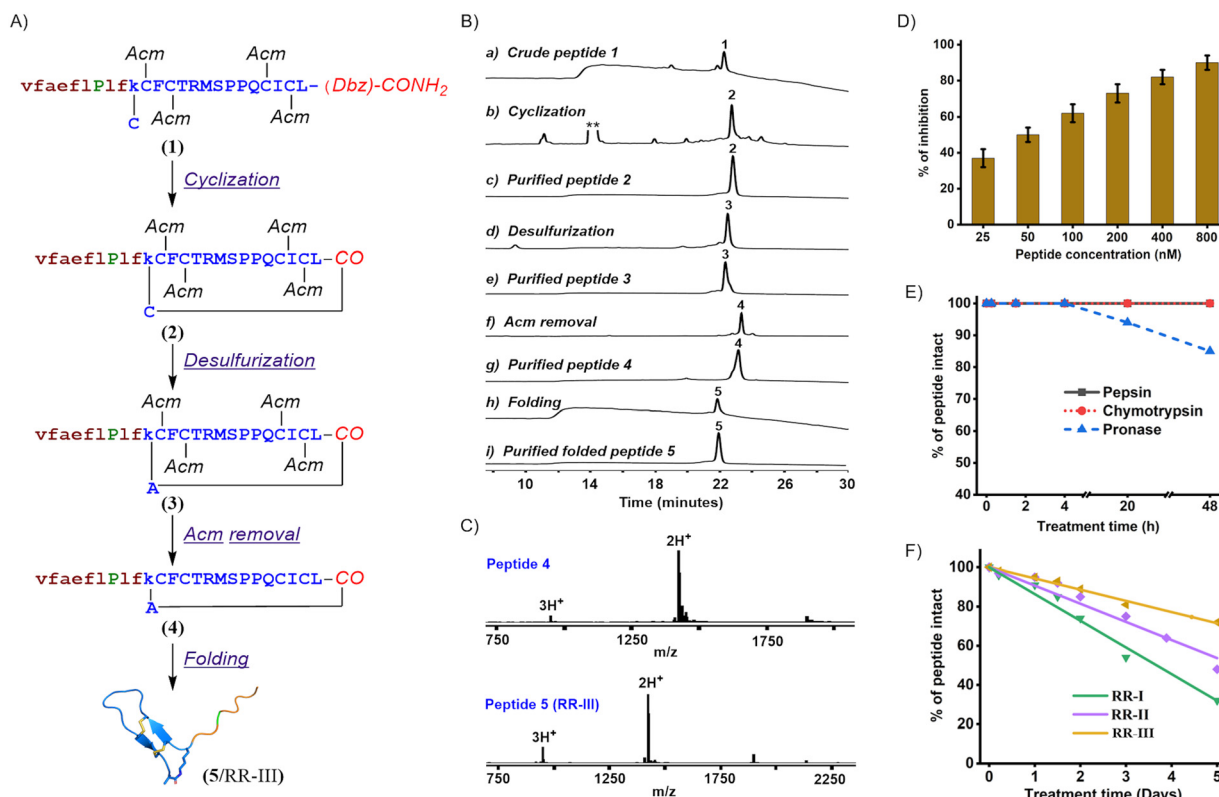 A)
Acm Acm
vfaeflPlfkCFCTRMSPPQCICL-(Dbz)-CONH2
C Acm Acm
(1)
Cyclization
Acm Acm
vfaeflPlfkCFCTRMSPPQCICL-CO
Acm Acm
C
(2)
Desulfurization
Acm Acm
vfaeflPlfkCFCTRMSPPQCICL-CO
Acm Acm
A
(3)
Acm removal
vfaeflPlfkCFCTRMSPPQCICL-CO
A
(4)
Folding
(5/RR-III)
B)
a) Crude peptide 1
1
b) Cyclization
**
2
c) Purified peptide 2
2
d) Desulfurization
3
e) Purified peptide 3
3
f) Acm removal
4
g) Purified peptide 4
4
h) Folding
5
i) Purified folded peptide 5
5
10 14 18 22 26 30
Time (minutes)
C)
Peptide 4
2H+
3H+
750 1250 1750
m/z
Peptide 5 (RR-III)
2H+
3H+
750 1250 1750 2250
m/z
D)
% of inhibition
100
80
60
40
20
0
25 50 100 200 400 800
Peptide concentration (nM)
E)
% of peptide intact
100
90
80
70
60
50
40
Pepsin
Chymotrypsin
Pronase
0 2 4 20 48
Treatment time (h)
F)
% of peptide intact
100
80
60
40
20
0
RR-I
RR-II
RR-III
0 1 2 3 4 5
Treatment time (Days)